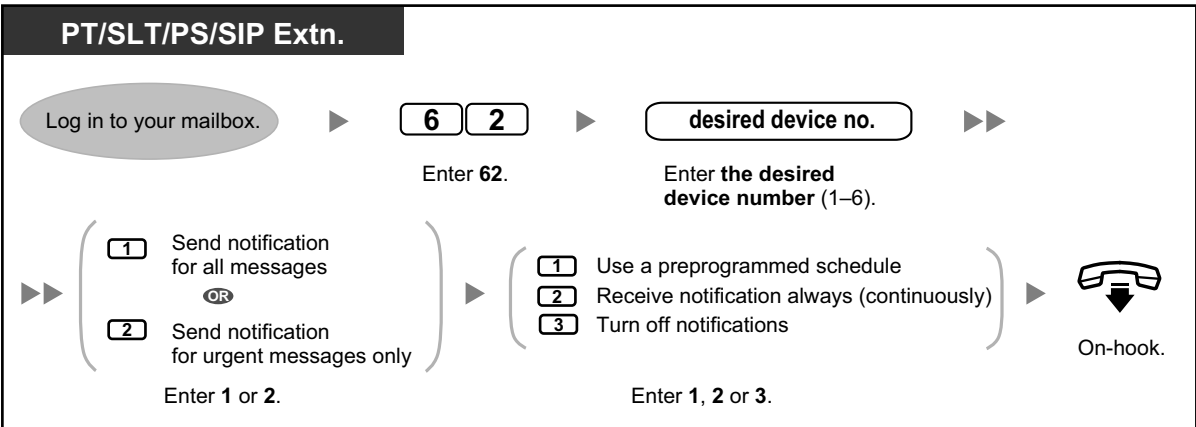 PT/SLT/PS/SIP Extn.
Log in to your mailbox.
6 2
desired device no.
Enter 62.
Enter the desired
device number (1–6).
1 Send notification
for all messages
OR
2 Send notification
for urgent messages only
Enter 1 or 2.
1 Use a preprogrammed schedule
2 Receive notification always (continuously)
3 Turn off notifications
Enter 1, 2 or 3.
On-hook.